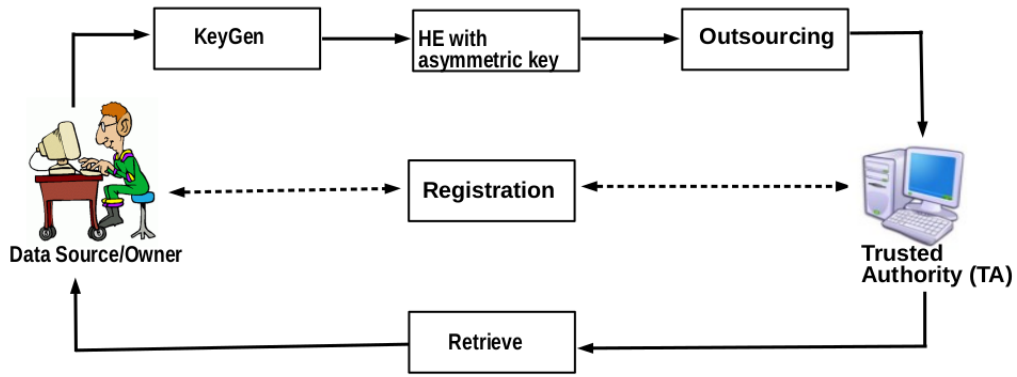 KeyGen
HE with
asymmetric key
Outsourcing
Registration
Data Source/Owner
Trusted
Authority (TA)
Retrieve